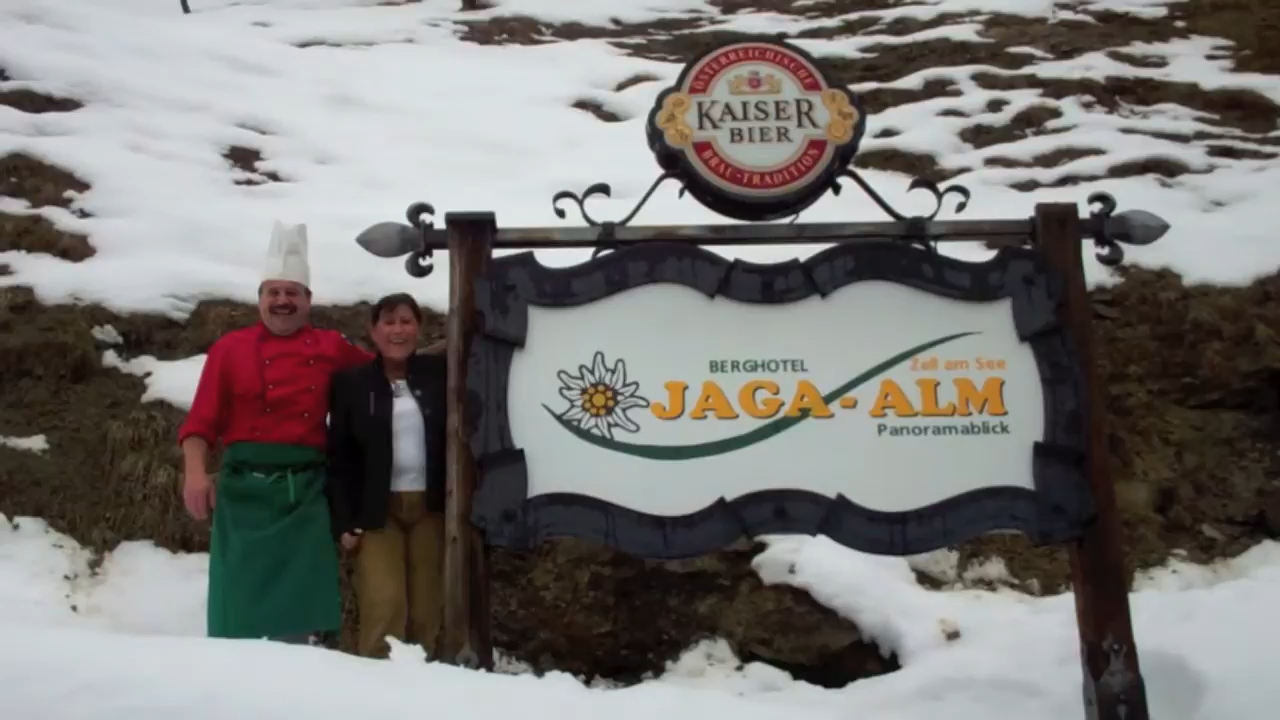 ÖSTERREICHISCHE
KAISER
BIER
BRAU-TRADITION
BERGHOTEL
Zell am See
JAGA-ALM
Panoramablick